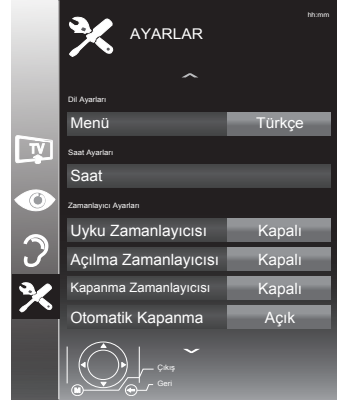 hh:mm
AYARLAR
Dil Ayarları
Menü Türkçe
Saat Ayarları
Saat
Zamanlayıcı Ayarları
Uyku Zamanlayıcısı Kapalı
Açılma Zamanlayıcısı Kapalı
Kapanma Zamanlayıcısı Kapalı
Otomatik Kapanma Açık
TV
Çıkış
M
Geri